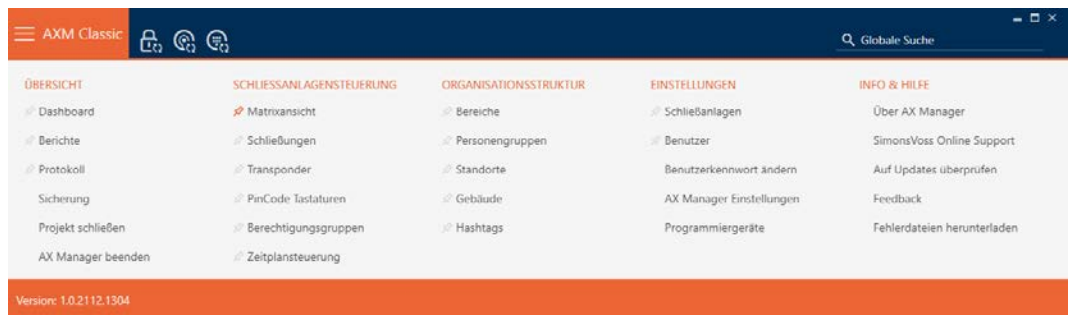 AXM Classic
Globale Suche
ÜBERSICHT
Dashboard
Berichte
Protokoll
Sicherung
Projekt schließen
AX Manager beenden
SCHLIESSANLAGENSTEUERUNG
Matrixansicht
Schließungen
Transponder
PinCode Tastaturen
Berechtigungsgruppen
Zeitplansteuerung
ORGANISATIONSSTRUKTUR
Bereiche
Personengruppen
Standorte
Gebäude
Hashtags
EINSTELLUNGEN
Schließanlagen
Benutzer
Benutzerkennwort ändern
AX Manager Einstellungen
Programmiergeräte
INFO & HILFE
Über AX Manager
SimonsVoss Online Support
Auf Updates überprüfen
Feedback
Fehlerdateien herunterladen
Version: 1.0.2112.1304